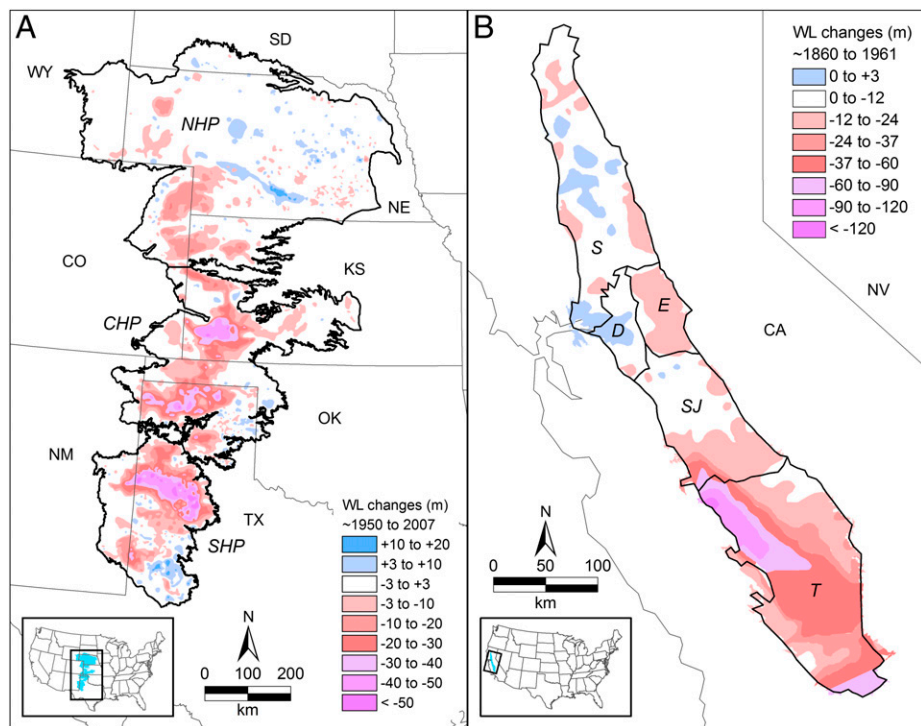 A
SD
WY
NHP
NE
CO
KS
CHP
OK
NM
TX
SHP
WL changes (m)
~1950 to 2007
+10 to +20
+3 to +10
-3 to +3
-3 to -10
-10 to -20
-20 to -30
-30 to -40
-40 to -50
< -50
N
0 100 200
km
B
WL changes (m)
~1860 to 1961
0 to +3
0 to -12
-12 to -24
-24 to -37
-37 to -60
-60 to -90
-90 to -120
< -120
S
NV
E
CA
D
SJ
N
T
0 50 100
km